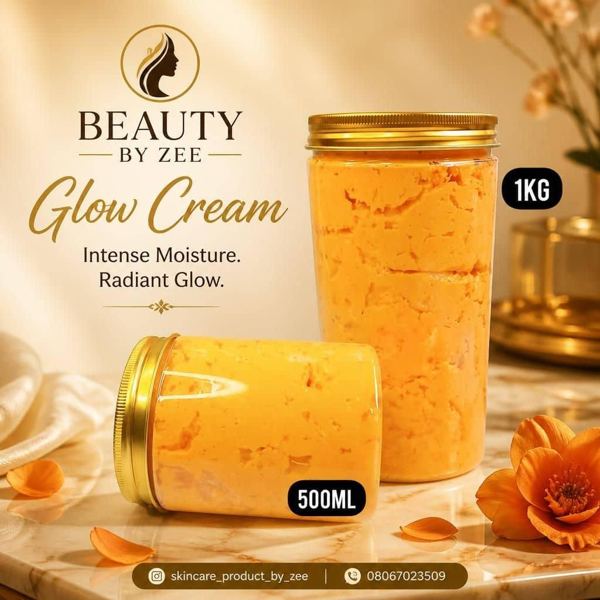 BEAUTY
BY ZEE
Glow Cream
Intense Moisture.
Radiant Glow.
1KG
500ML
skincare_product_by_zee | 08067023509